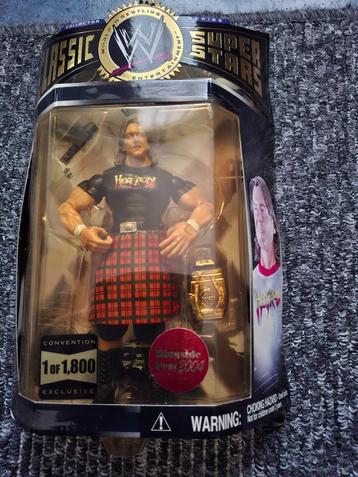 COLLECTOR
CLASSIC
SUPER
STARS
W
WORLD WRESTLING
ENTERTAINMENT
HOT ROD!
CONVENTION
1 OF 1,800
EXCLUSIVE
Ringside
Fest 2004
WARNING:
CHOKING HAZARD